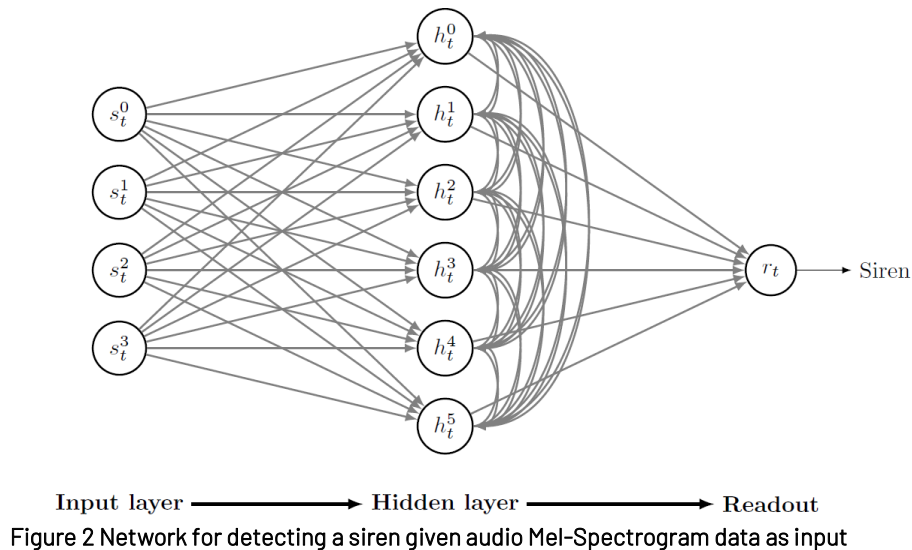 h_t^0
s_t^0
h_t^1
s_t^1
h_t^2
s_t^2
h_t^3
r_t
Siren
s_t^3
h_t^4
h_t^5
Input layer Hidden layer Readout
Figure 2 Network for detecting a siren given audio Mel-Spectrogram data as input